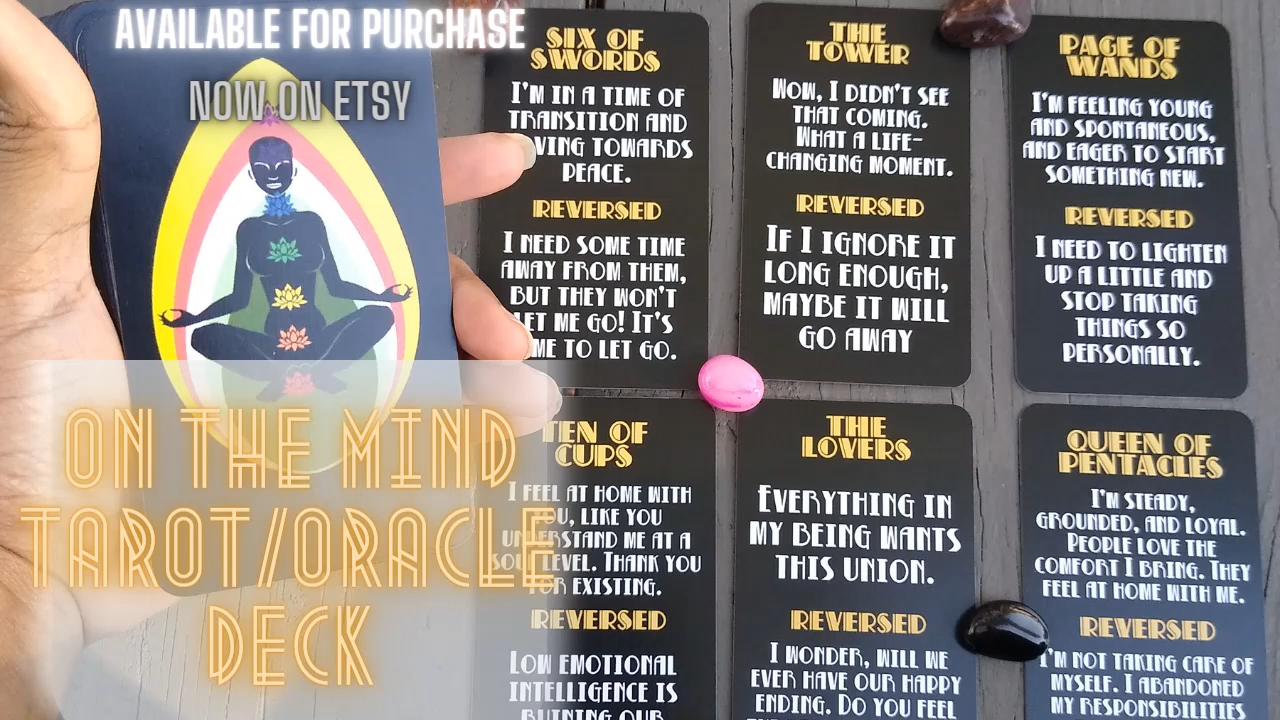 AVAILABLE FOR PURCHASE
NOW ON ETSY
ON THE MIND
TAROT/ORACLE
DECK
SIX OF
SWORDS
I'M IN A TIME OF
TRANSITION AND
TOWARDS
PEACE.
REVERSED
I NEED SOME TIME
AWAY FROM THEM,
BUT THEY WON'T
LET ME GO! IT'S
TO LET GO.
THE
TOWER
WOW, I DIDN'T SEE
THAT COMING.
WHAT A LIFE-
CHANGING MOMENT.
REVERSED
IF I IGNORE IT
LONG ENOUGH,
MAYBE IT WILL
GO AWAY
PAGE OF
WANDS
I'M FEELING YOUNG
AND SPONTANEOUS,
AND EAGER TO START
SOMETHING NEW.
REVERSED
I NEED TO LIGHTEN
UP A LITTLE AND
STOP TAKING
THINGS SO
PERSONALLY.
TEN OF
CUPS
I FEEL AT HOME WITH
YOU, LIKE YOU
UNDERSTAND ME AT A
SOUL LEVEL. THANK YOU
FOR EXISTING.
REVERSED
LOW EMOTIONAL
INTELLIGENCE IS
RUINING OUR
THE
LOVERS
EVERYTHING IN
MY BEING WANTS
THIS UNION.
REVERSED
I WONDER, WILL WE
EVER HAVE OUR HAPPY
ENDING. DO YOU FEEL
QUEEN OF
PENTACLES
I'M STEADY,
GROUNDED, AND LOYAL.
PEOPLE LOVE THE
COMFORT I BRING. THEY
FEEL AT HOME WITH ME.
REVERSED
I'M NOT TAKING CARE OF
MYSELF. I ABANDONED
MY RESPONSIBILITIES